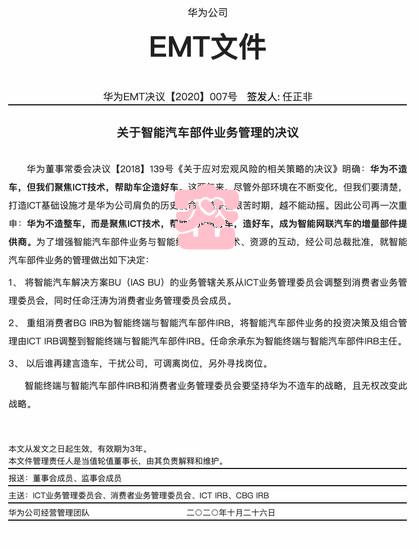 华为公司
EMT文件
华为EMT决议【2020】007号 签发人: 任正非
关于智能汽车部件业务管理的决议
华为董事常委会决议【2018】139号《关于应对宏观风险的相关策略的决议》明确：华为不造
车，但我们聚焦ICT技术，帮助车企造好车。这两年来，尽管外部环境在不断变化，但我们要清楚，
打造ICT基础设施才是华为公司肩负的历史 艰苦时期，越不能动摇。因此公司再一次重
申：华为不造整车，而是聚焦ICT技术，帮 车，造好车，成为智能网联汽车的增量部件提
供商。为了增强智能汽车部件业务与智能 术、资源的互动，经公司总裁批准，就智能
汽车部件业务的管理做出如下决定：
1、 将智能汽车解决方案BU（IAS BU）的业务管辖关系从ICT业务管理委员会调整到消费者业务管
理委员会，同时任命汪涛为消费者业务管理委员会成员。
2、 重组消费者BG IRB为智能终端与智能汽车部件IRB，将智能汽车部件业务的投资决策及组合管
理由ICT IRB调整到智能终端与智能汽车部件IRB。任命余承东为智能终端与智能汽车部件IRB主任。
3、 以后谁再建言造车，干扰公司，可调离岗位，另外寻找岗位。
智能终端与智能汽车部件IRB和消费者业务管理委员会要坚持华为不造车的战略，且无权改变此
战略。
本文从发文之日起生效，有效期为3年。
本文件管理责任人是当值轮值董事长，由其负责解释和维护。
报送：董事会成员、监事会成员
主送：ICT业务管理委员会、消费者业务管理委员会、ICT IRB、CBG IRB
华为公司经营管理团队 二〇二〇年十月二十六日